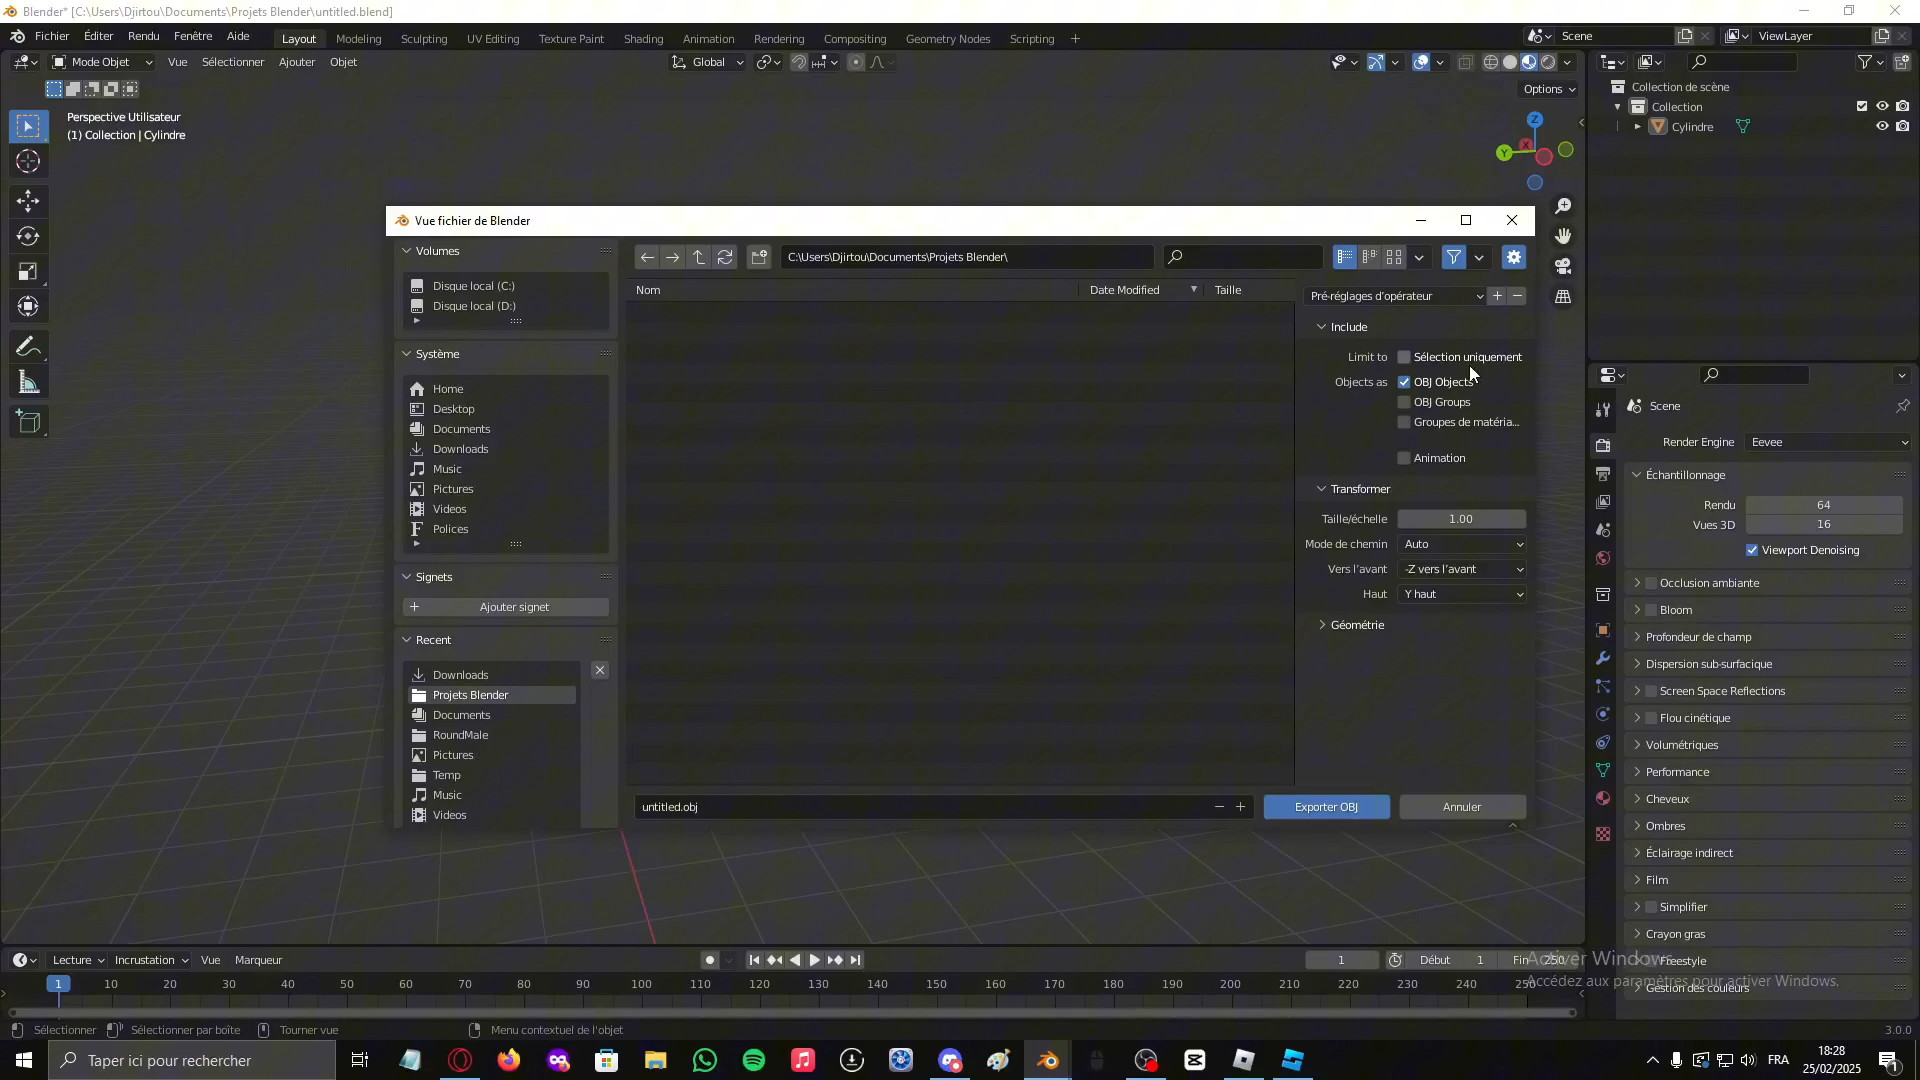 Blender* [C:\Users\Djirtou\Documents\Projets Blender\untitled.blend]
Fichier Éditer Rendu Fenêtre Aide Layout Modeling Sculpting UV Editing Texture Paint Shading Animation Rendering Compositing Geometry Nodes Scripting + Scene ViewLayer
Mode Objet Vue Sélectionner Ajouter Objet Global
Options
Perspective Utilisateur
(1) Collection | Cylindre
Z
Y
X
Collection de scène
Collection
Cylindre
Vue fichier de Blender
Volumes
Disque local (C:)
Disque local (D:)
Système
Home
Desktop
Documents
Downloads
Music
Pictures
Videos
Polices
Signets
Ajouter signet
Recent
Downloads
Projets Blender
Documents
RoundMale
Pictures
Temp
Music
Videos
C:\Users\Djirtou\Documents\Projets Blender\
Nom Date Modified Taille
Pré-réglages d'opérateur
Include
Limit to Sélection uniquement
Objects as OBJ Objects
OBJ Groups
Groupes de matéria...
Animation
Transformer
Taille/échelle 1.00
Mode de chemin Auto
Vers l'avant -Z vers l'avant
Haut Y haut
Géométrie
untitled.obj Exporter OBJ Annuler
Scene
Render Engine Eevee
Échantillonnage
Rendu 64
Vues 3D 16
Viewport Denoising
Occlusion ambiante
Bloom
Profondeur de champ
Dispersion sub-surfacique
Screen Space Reflections
Flou cinétique
Volumétriques
Performance
Cheveux
Ombres
Éclairage indirect
Film
Simplifier
Crayon gras
Freestyle
Gestion des couleurs
Activer Windows
Accédez aux paramètres pour activer Windows.
Lecture Incrustation Vue Marqueur 1 Début 1 Fin 250
1 10 20 30 40 50 60 70 80 90 100 110 120 130 140 150 160 170 180 190 200 210 220 230 240 250
Sélectionner Sélectionner par boîte Tourner vue Menu contextuel de l'objet 3.0.0
Taper ici pour rechercher FRA 18:28
25/02/2025
1